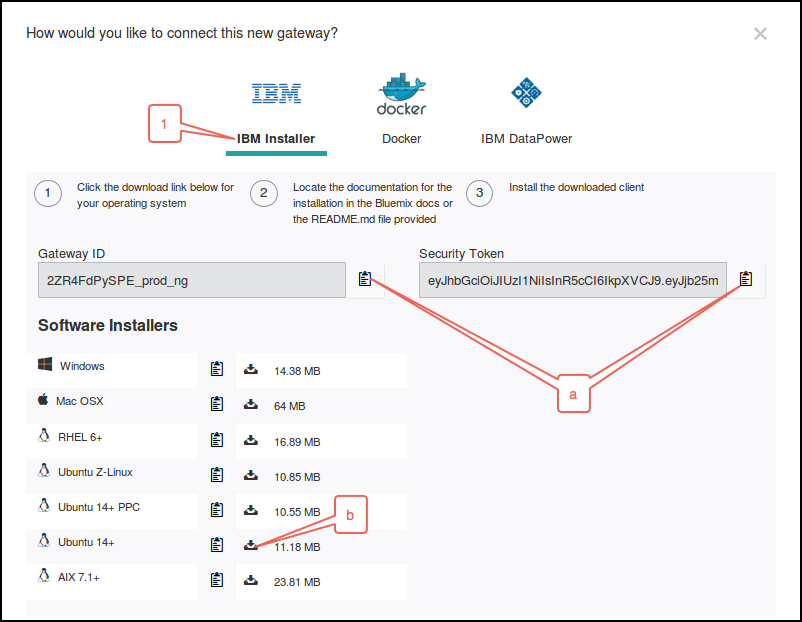 How would you like to connect this new gateway?
IBM
docker
1
IBM Installer
Docker
IBM DataPower
1
Click the download link below for
your operating system
2
Locate the documentation for the
installation in the Bluemix docs or
the README.md file provided
3
Install the downloaded client
Gateway ID
2ZR4FdPySPE_prod_ng
Security Token
eyJhbGciOiJIUzI1NiIsInR5cCI6IkpXVCJ9.eyJjb25m
Software Installers
a
Windows 14.38 MB
Mac OSX 64 MB
RHEL 6+ 16.89 MB
Ubuntu Z-Linux 10.85 MB
Ubuntu 14+ PPC 10.55 MB
b
Ubuntu 14+ 11.18 MB
AIX 7.1+ 23.81 MB